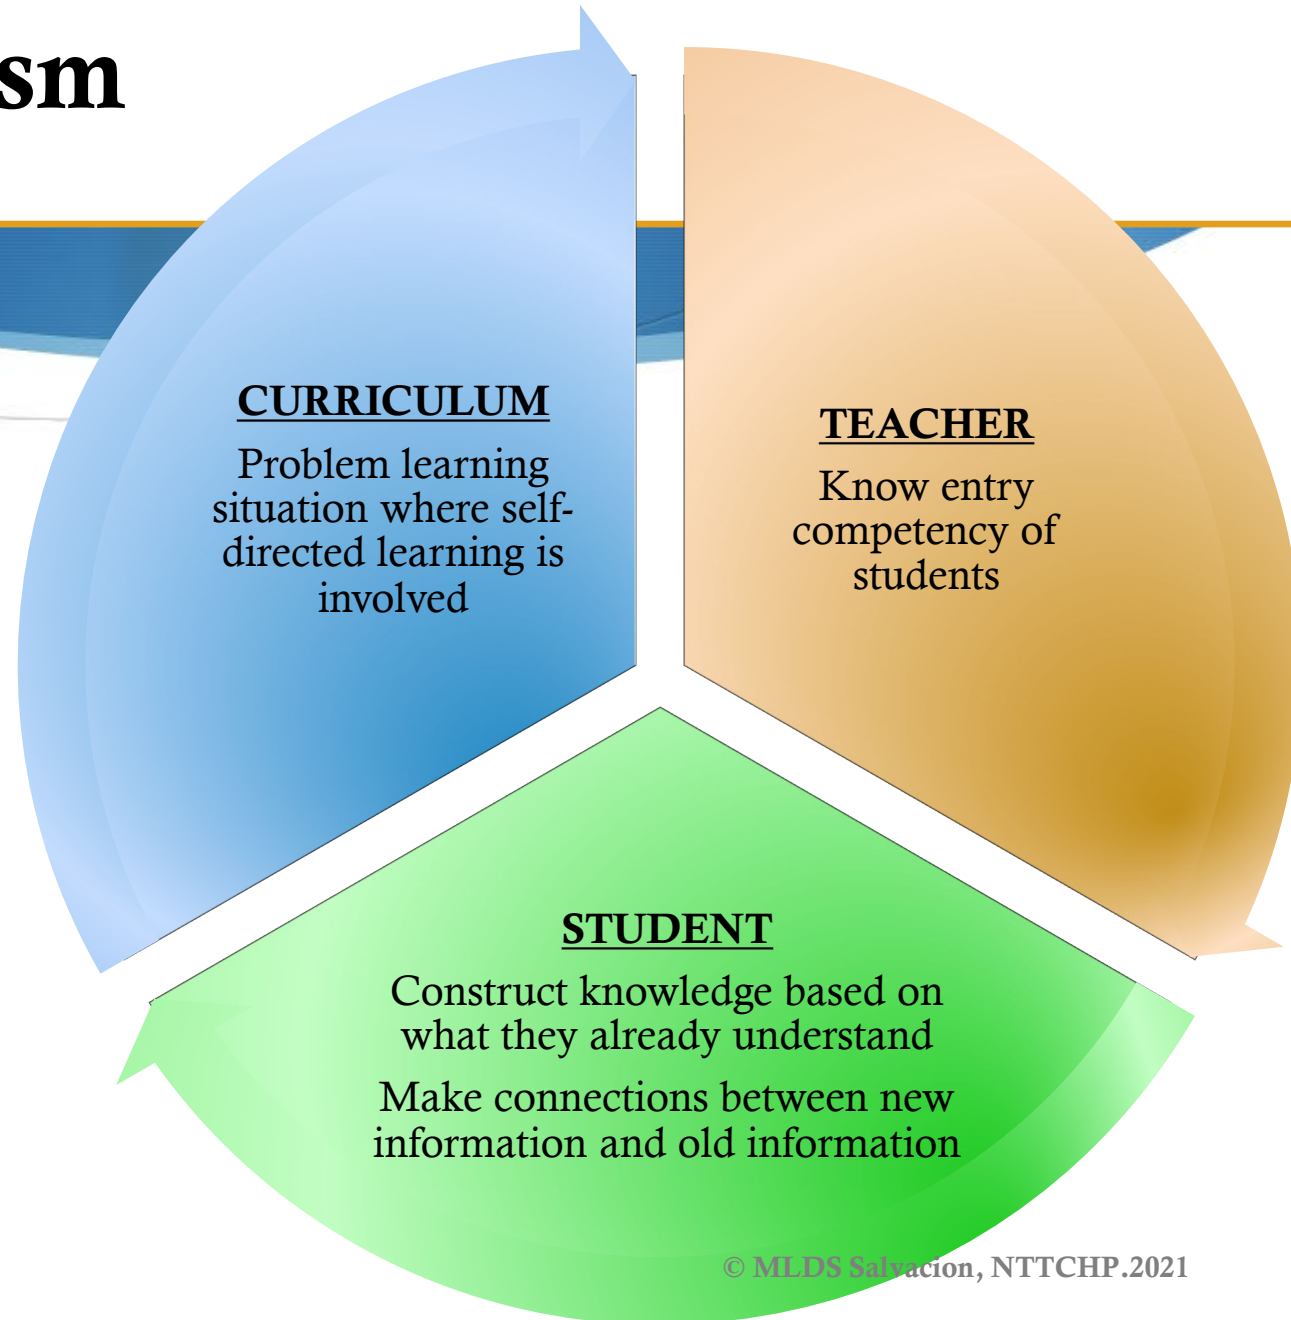 sm
CURRICULUM
Problem learning
situation where self-
directed learning is
involved
TEACHER
Know entry
competency of
students
STUDENT
Construct knowledge based on
what they already understand
Make connections between new
information and old information
© MLDS Salvacion, NTTCHP.2021